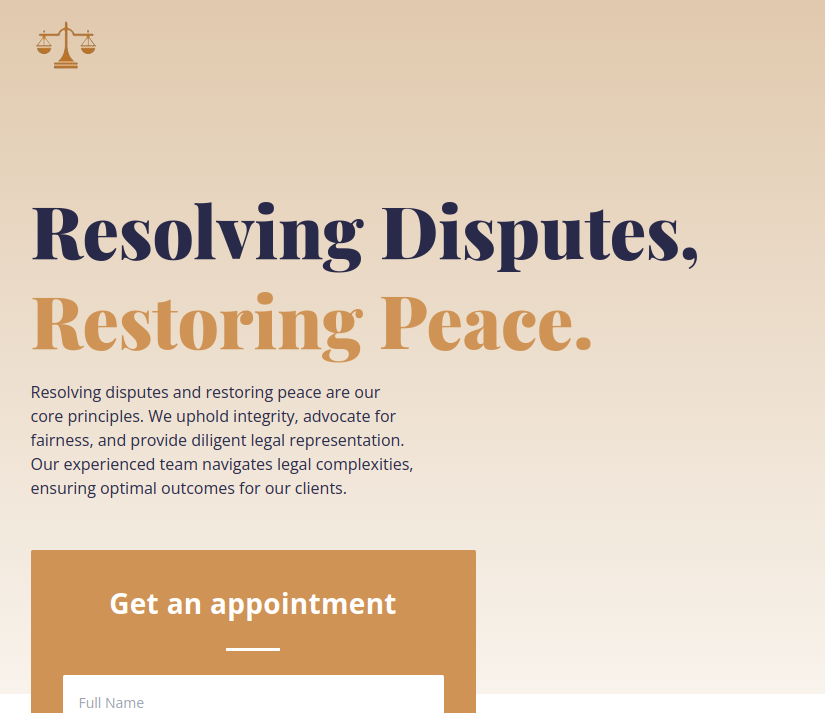 Resolving Disputes,
Restoring Peace.
Resolving disputes and restoring peace are our
core principles. We uphold integrity, advocate for
fairness, and provide diligent legal representation.
Our experienced team navigates legal complexities,
ensuring optimal outcomes for our clients.
Get an appointment
Full Name